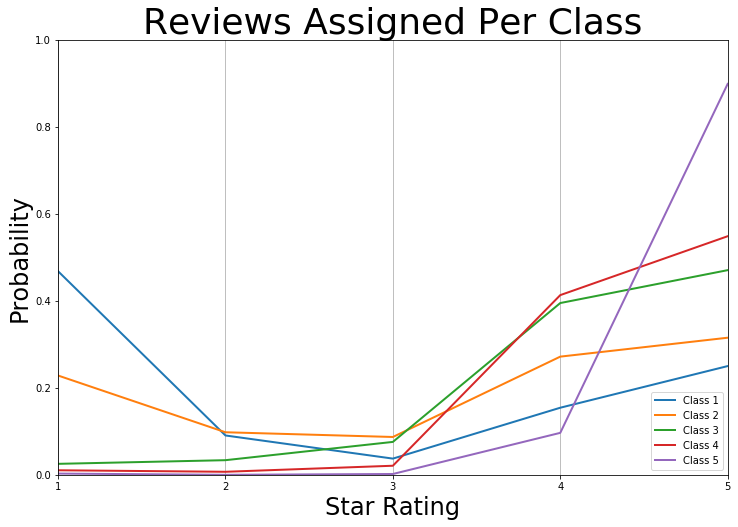 Reviews Assigned Per Class
Probability
1.0
0.8
0.6
0.4
0.2
0.0
1 2 3 4 5
Star Rating
Class 1
Class 2
Class 3
Class 4
Class 5